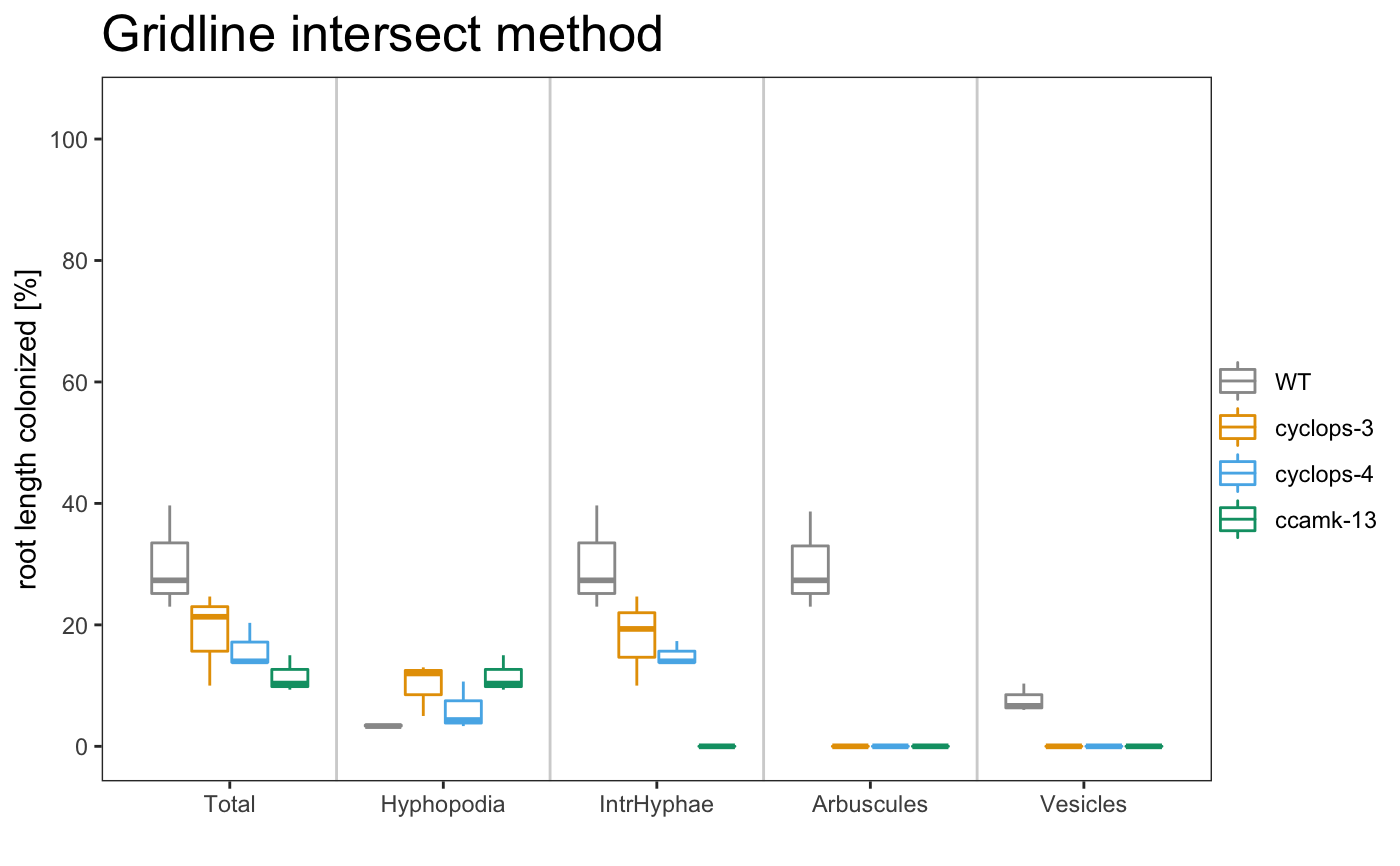 Gridline intersect method
root length colonized [%]
100
80
60
40
20
0
Total
Hyphopodia
IntrHyphae
Arbuscules
Vesicles
WT
cyclops-3
cyclops-4
ccamk-13